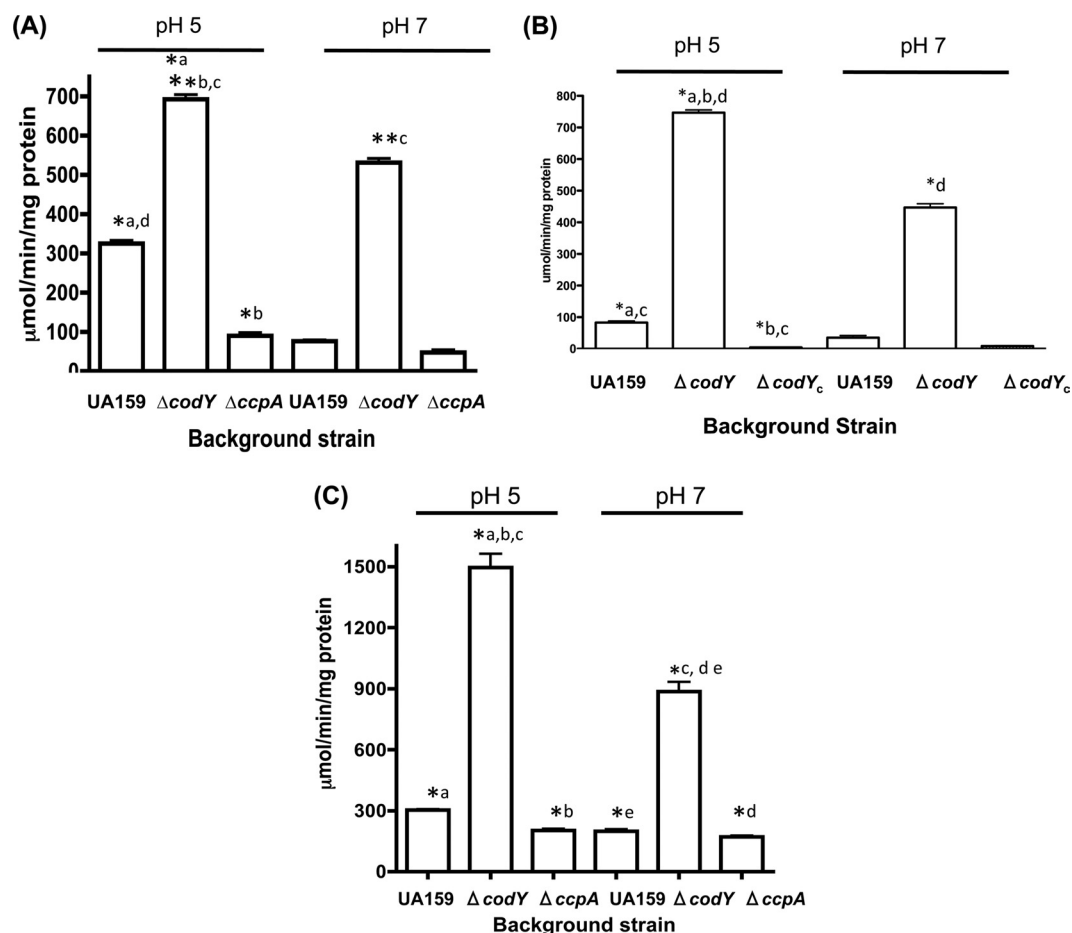 (A)
pH 5
pH 7
μmol/min/mg protein
700
600
500
400
300
200
100
0
*a,d
*a
**b,c
*b
**c
UA159 ΔcodY ΔccpA UA159 ΔcodY ΔccpA
Background strain
(B)
pH 5
pH 7
umol/min/mg protein
800
700
600
500
400
300
200
100
0
*a,c
*a,b,d
*b,c
*d
UA159 ΔcodY ΔcodYc UA159 ΔcodY ΔcodYc
Background Strain
(C)
pH 5
pH 7
μmol/min/mg protein
1500
1200
900
600
300
0
*a
*a,b,c
*b
*e
*c, d e
*d
UA159 ΔcodY ΔccpA UA159 ΔcodY ΔccpA
Background strain